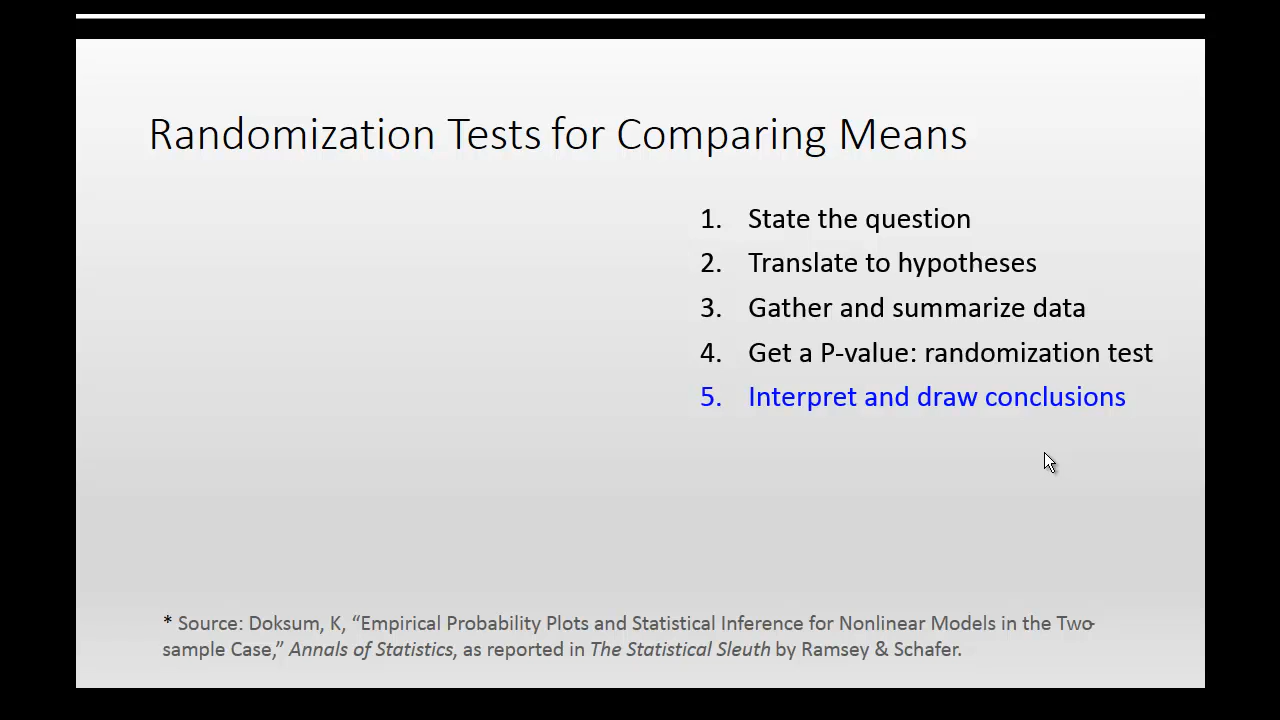 Randomization Tests for Comparing Means
1. State the question
2. Translate to hypotheses
3. Gather and summarize data
4. Get a P-value: randomization test
5. Interpret and draw conclusions
* Source: Doksum, K, “Empirical Probability Plots and Statistical Inference for Nonlinear Models in the Two-
sample Case,” Annals of Statistics, as reported in The Statistical Sleuth by Ramsey & Schafer.